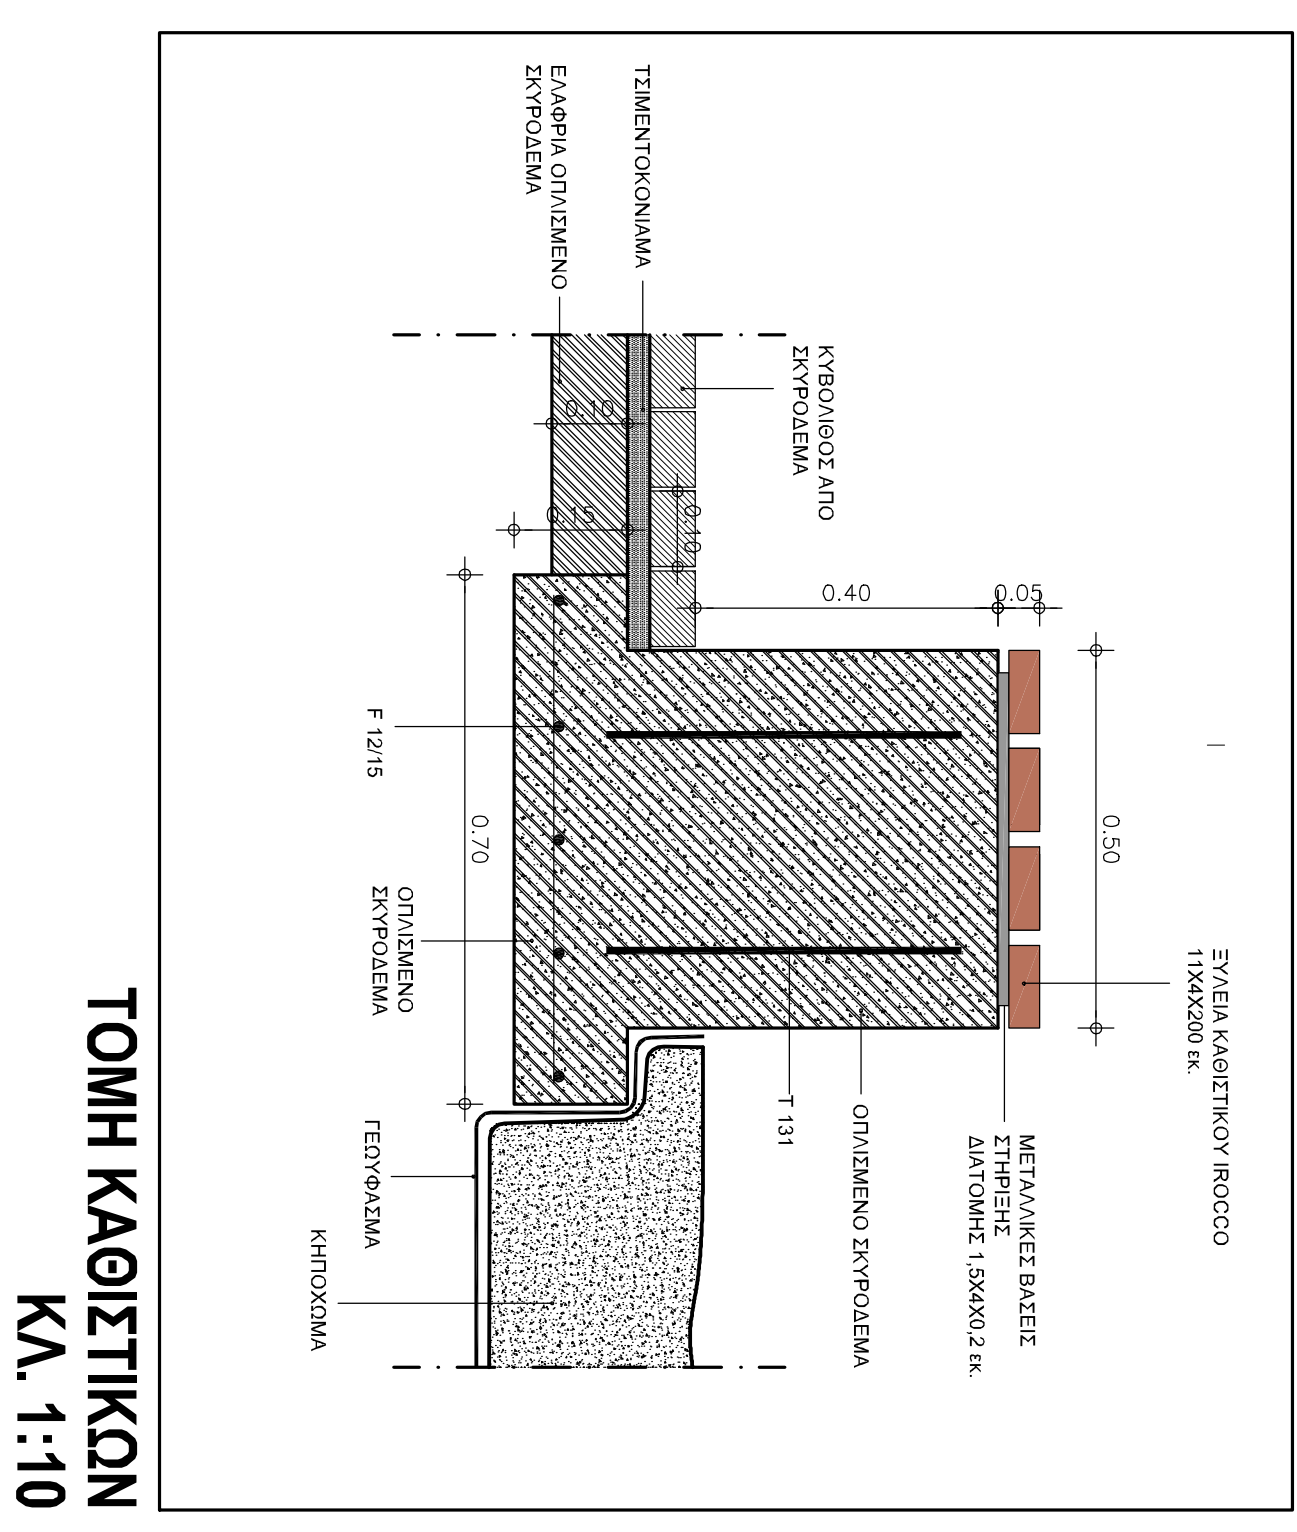 ΞΥΛΕΙΑ ΚΑΘΙΣΤΙΚΟΥ IROCCO
11X4X200 εκ.
0.50
ΜΕΤΑΛΛΙΚΕΣ ΒΑΣΕΙΣ
ΣΤΗΡΙΞΗΣ
ΔΙΑΤΟΜΗΣ 1,5X4X0,2 εκ.
0.05
0.40
ΟΠΛΙΣΜΕΝΟ ΣΚΥΡΟΔΕΜΑ
ΚΥΒΟΛΙΘΟΣ ΑΠΟ
ΣΚΥΡΟΔΕΜΑ
T 131
0.10
ΤΣΙΜΕΝΤΟΚΟΝΙΑΜΑ
0.10
0.15
ΕΛΑΦΡΙΑ ΟΠΛΙΣΜΕΝΟ
ΣΚΥΡΟΔΕΜΑ
0.70
ΟΠΛΙΣΜΕΝΟ
ΣΚΥΡΟΔΕΜΑ
F 12/15
ΓΕΩΥΦΑΣΜΑ
ΚΗΠΟΧΩΜΑ
ΤΟΜΗ ΚΑΘΙΣΤΙΚΩΝ
ΚΛ. 1:10